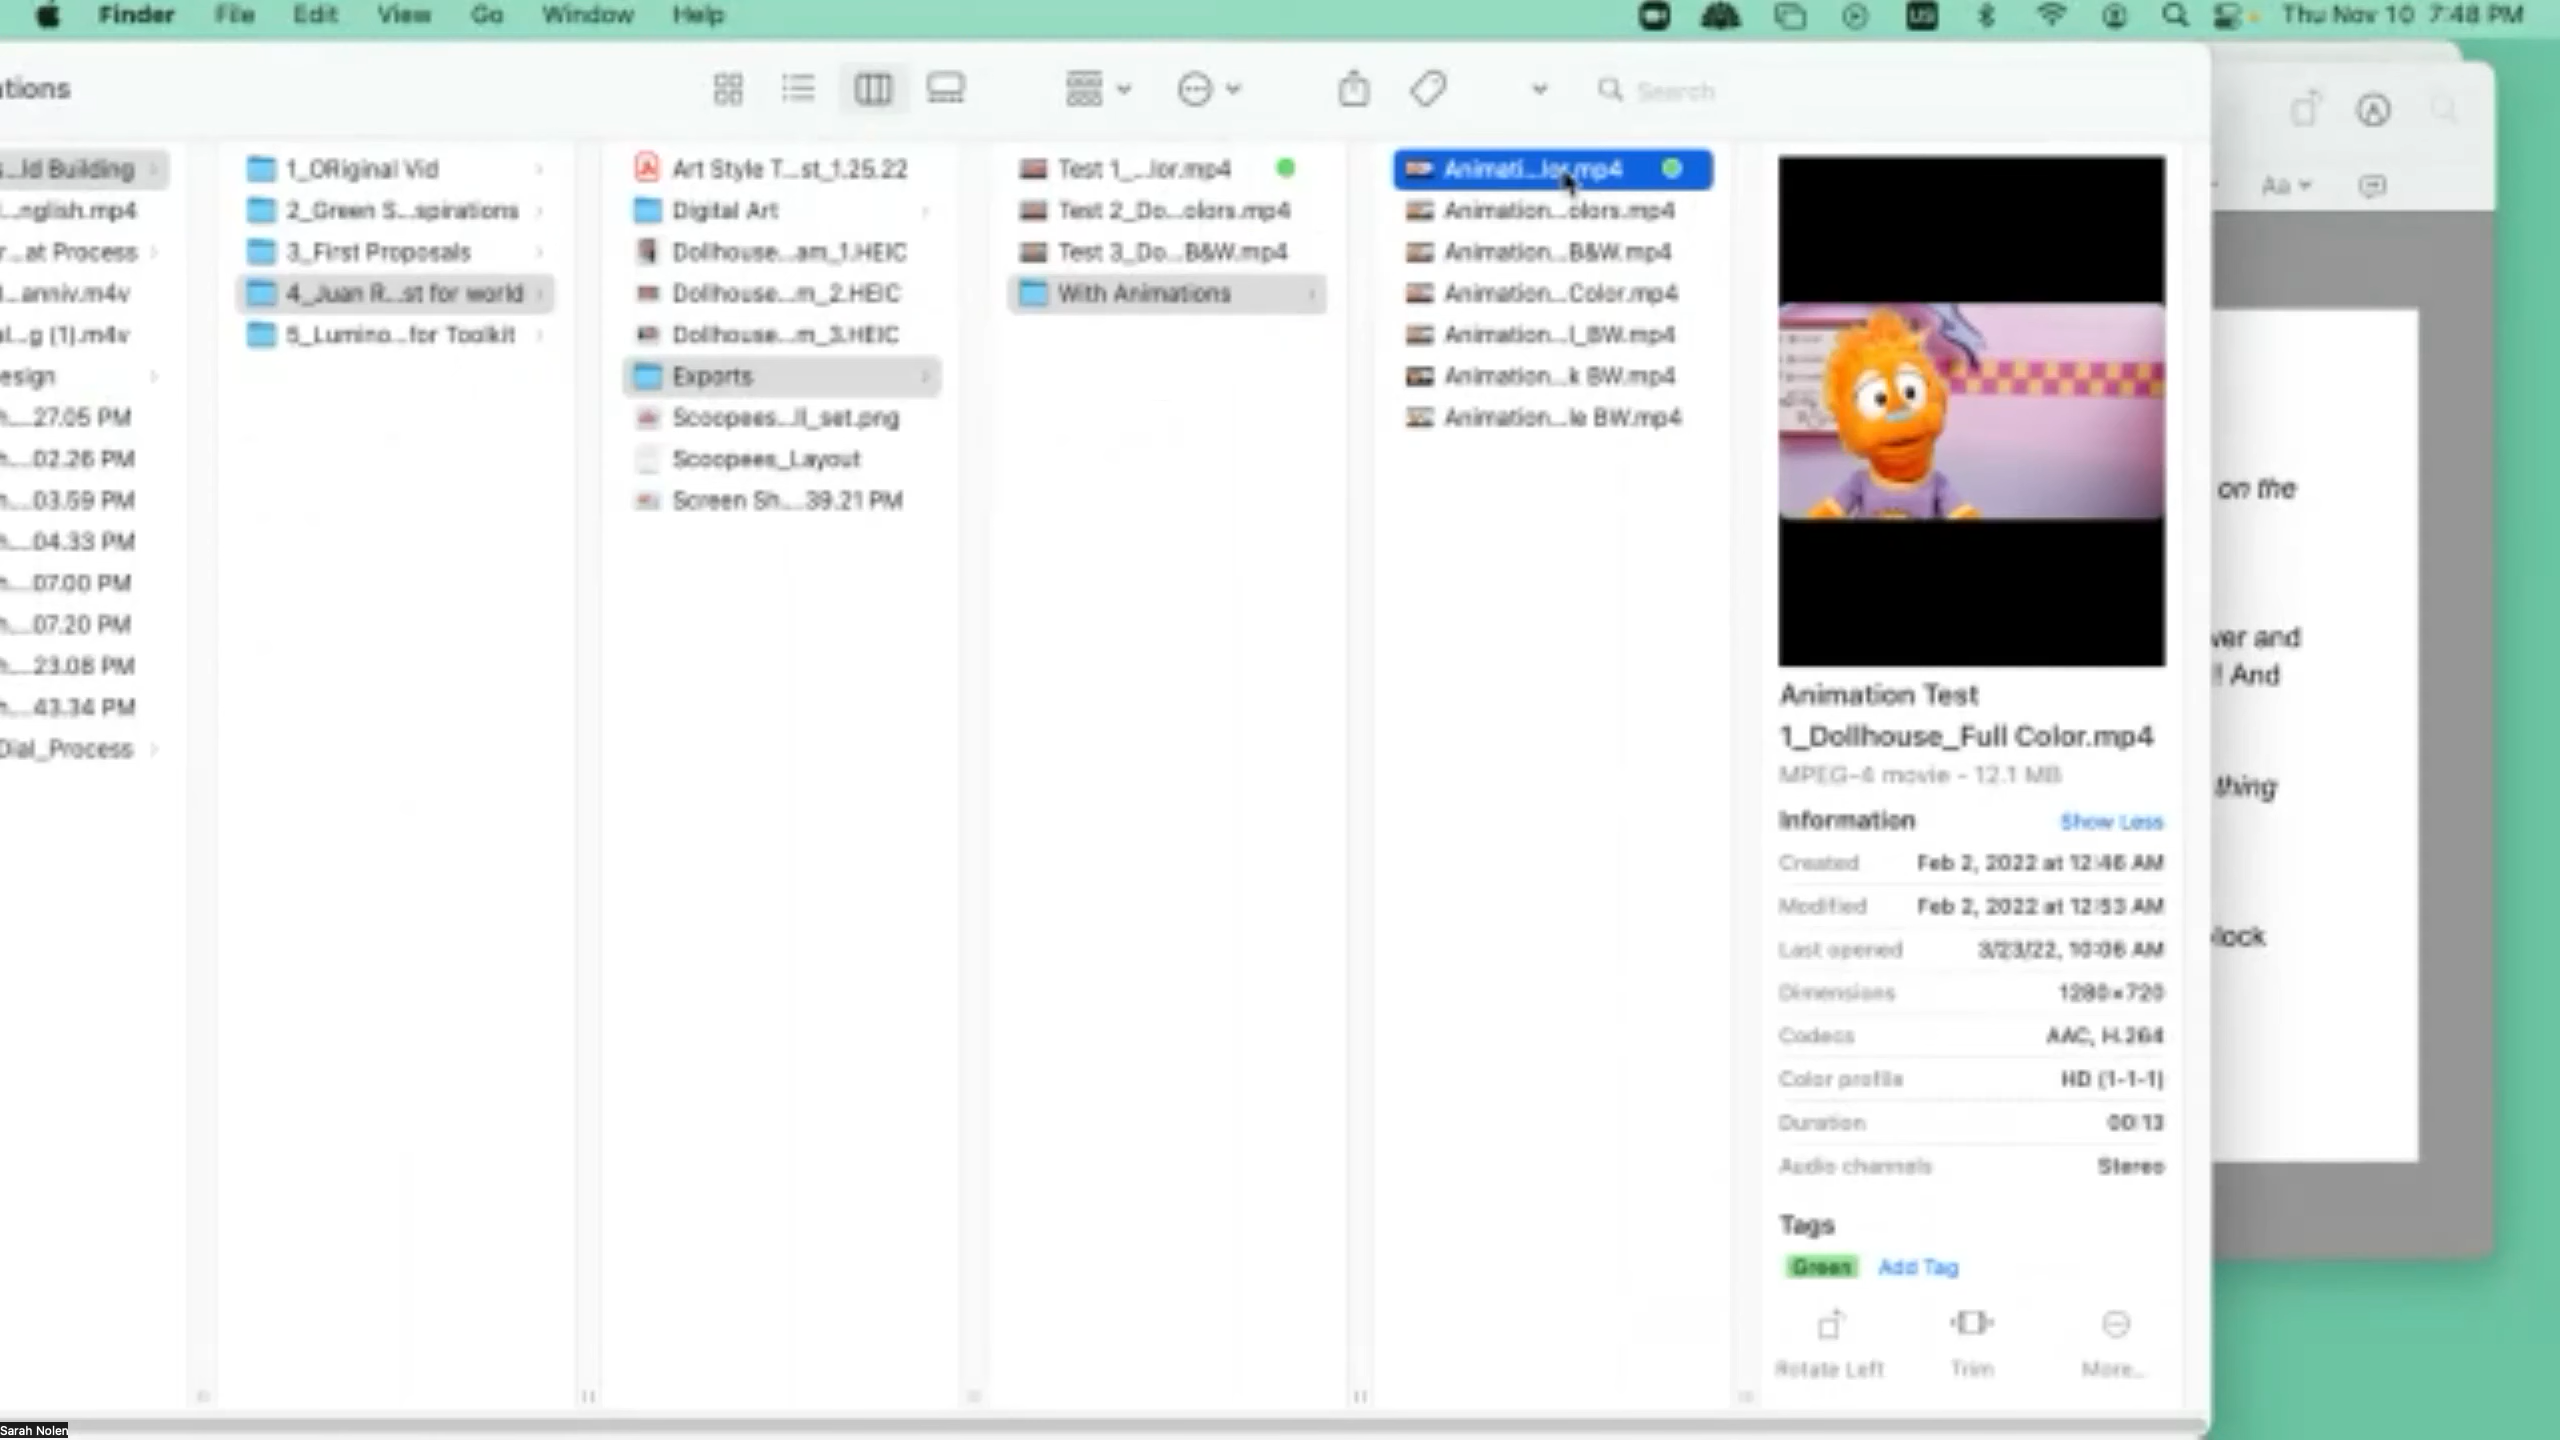 Finder File Edit View Go Window Help
US
Thu Nov 10 7:48 PM
tions
Search
s...ld Building
...nglish.mp4
r...at Process
t...anniv.m4v
al...g (1).m4v
esign
h....27.05 PM
h....02.26 PM
h....03.59 PM
h....04.33 PM
h....07.00 PM
h....07.20 PM
h....23.08 PM
h....43.34 PM
Dial_Process
1_ORiginal Vid
2_Green S...spirations
3_First Proposals
4_Juan R...st for world
5_Lumino...for Toolkit
Art Style T...st_1.25.22
Digital Art
Dollhouse...am_1.HEIC
Dollhouse...m_2.HEIC
Dollhouse...m_3.HEIC
Exports
Scoopees...ll_set.png
Scoopees_Layout
Screen Sh....39.21 PM
Test 1_...lor.mp4
Test 2_Do...olors.mp4
Test 3_Do...B&W.mp4
With Animations
Animati...lor.mp4
Animation...olors.mp4
Animation...B&W.mp4
Animation...Color.mp4
Animation...l_BW.mp4
Animation...k BW.mp4
Animation...le BW.mp4
Animation Test
1_Dollhouse_Full Color.mp4
MPEG-4 movie - 12.1 MB
Information Show Less
Created Feb 2, 2022 at 12:46 AM
Modified Feb 2, 2022 at 12:53 AM
Last opened 3/23/22, 10:06 AM
Dimensions 1280×720
Codecs AAC, H.264
Color profile HD (1-1-1)
Duration 00:13
Audio channels Stereo
Tags
Green Add Tag
Rotate Left Trim More...
Aa
on the
ver and
! And
thing
lock
Sarah Nolen